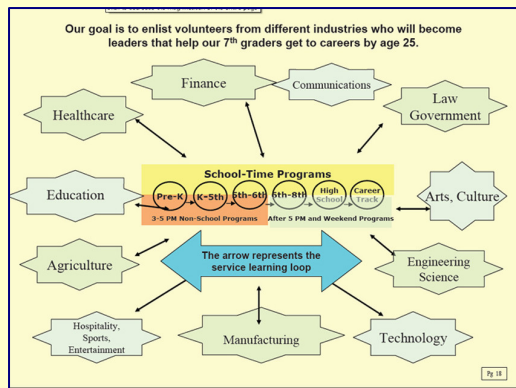 Our goal is to enlist volunteers from different industries who will become
leaders that help our 7th graders get to careers by age 25.
Finance
Communications
Healthcare
Law
Government
School-Time Programs
Pre-K
K-5th
5th-6th
6th-8th
High
School
Career
Track
Education
Arts, Culture
3-5 PM Non-School Programs
After 5 PM and Weekend Programs
Agriculture
The arrow represents the
service learning loop
Engineering
Science
Hospitality,
Sports,
Entertainment
Manufacturing
Technology
Pg 18